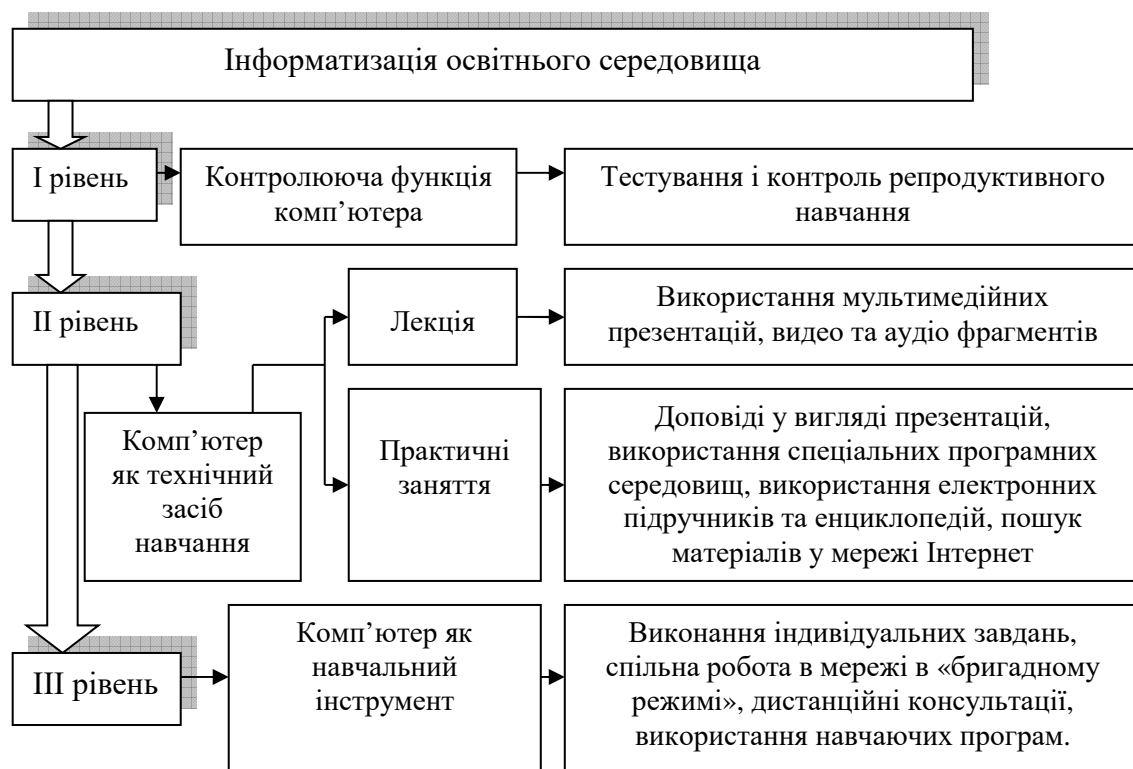 Інформатизація освітнього середовища
І рівень
Контролююча функція
комп’ютера
Тестування і контроль репродуктивного
навчання
ІІ рівень
Лекція
Використання мультимедійних
презентацій, видео та аудіо фрагментів
Комп’ютер
як технічний
засіб
навчання
Практичні
заняття
Доповіді у вигляді презентацій,
використання спеціальних програмних
середовищ, використання електронних
підручників та енциклопедій, пошук
матеріалів у мережі Інтернет
ІІІ рівень
Комп’ютер як
навчальний
інструмент
Виконання індивідуальних завдань,
спільна робота в мережі в «бригадному
режимі», дистанційні консультації,
використання навчаючих програм.